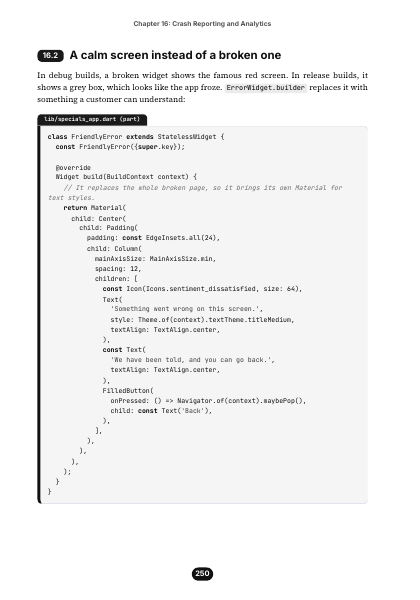 Chapter 16: Crash Reporting and Analytics
16.2 A calm screen instead of a broken one
In debug builds, a broken widget shows the famous red screen. In release builds, it
shows a grey box, which looks like the app froze. ErrorWidget.builder replaces it with
something a customer can understand:
lib/specials_app.dart (part)
class FriendlyError extends StatelessWidget {
  const FriendlyError({super.key});

  @override
  Widget build(BuildContext context) {
    // It replaces the whole broken page, so it brings its own Material for
text styles.
    return Material(
      child: Center(
        child: Padding(
          padding: const EdgeInsets.all(24),
          child: Column(
            mainAxisSize: MainAxisSize.min,
            spacing: 12,
            children: [
              const Icon(Icons.sentiment_dissatisfied, size: 64),
              Text(
                'Something went wrong on this screen.',
                style: Theme.of(context).textTheme.titleMedium,
                textAlign: TextAlign.center,
              ),
              const Text(
                'We have been told, and you can go back.',
                textAlign: TextAlign.center,
              ),
              FilledButton(
                onPressed: () => Navigator.of(context).maybePop(),
                child: const Text('Back'),
              ),
            ],
          ),
        ),
      ),
    );
  }
}
250